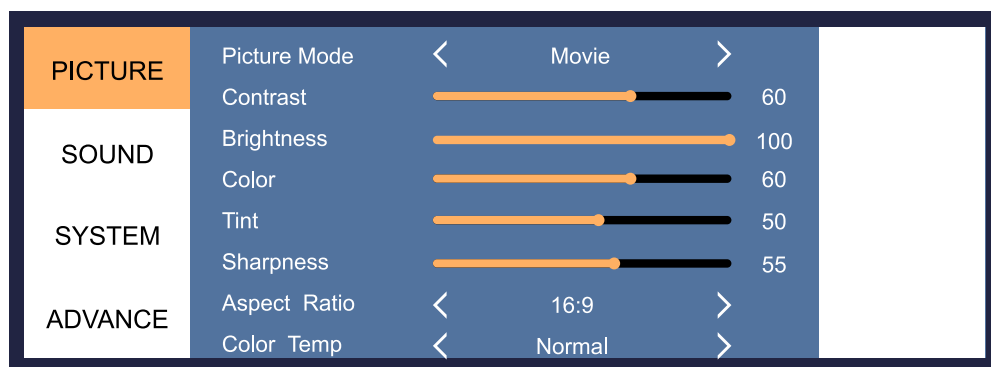 PICTURE
SOUND
SYSTEM
ADVANCE
Picture Mode < Movie >
Contrast 60
Brightness 100
Color 60
Tint 50
Sharpness 55
Aspect Ratio < 16:9 >
Color Temp < Normal >